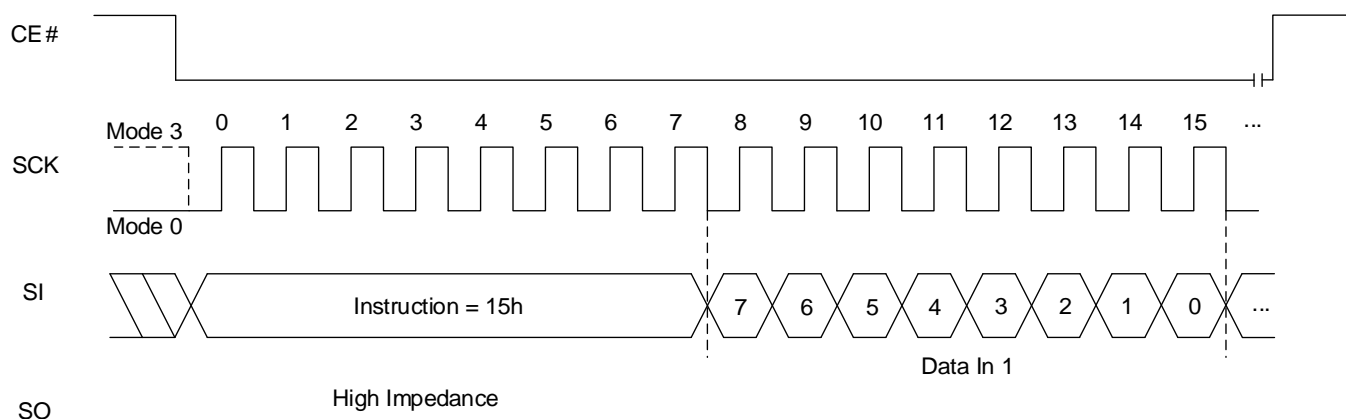 CE#
Mode 3 0 1 2 3 4 5 6 7 8 9 10 11 12 13 14 15 ...
SCK
Mode 0
SI Instruction = 15h 7 6 5 4 3 2 1 0 ...
Data In 1
High Impedance
SO